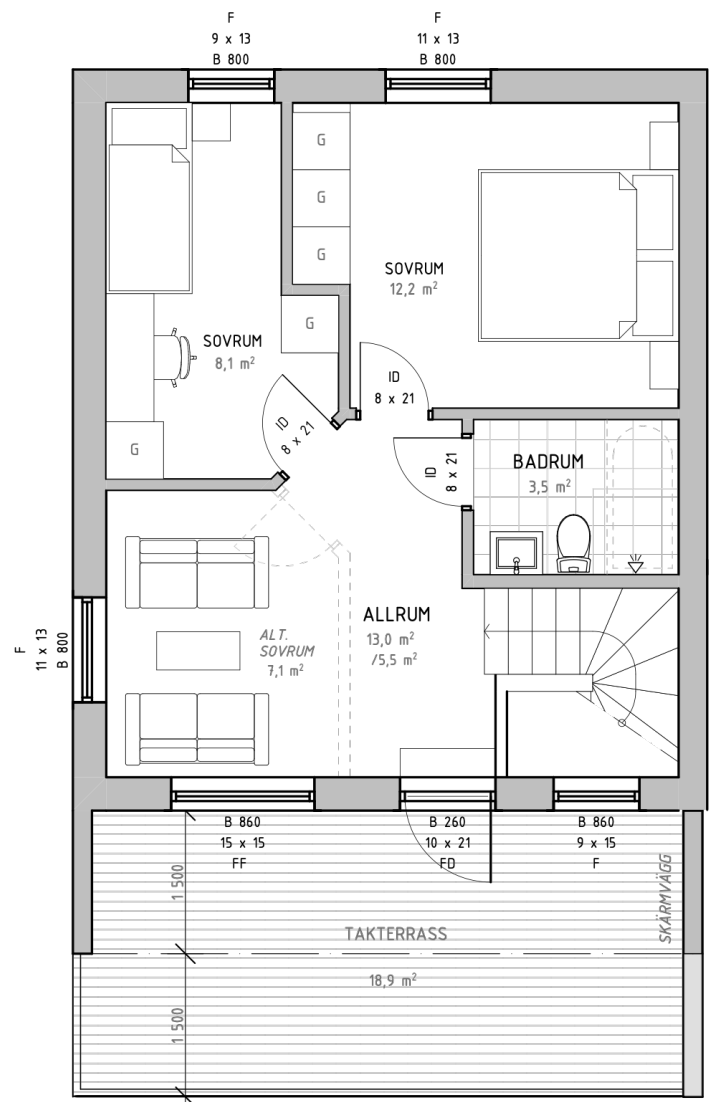 F
9 x 13
B 800
F
11 x 13
B 800
G
G
G
SOVRUM
12,2 m²
G
SOVRUM
8,1 m²
ID
8 x 21
ID
8 x 21
ID
8 x 21
G
BADRUM
3,5 m²
F
11 x 13
B 800
ALT.
SOVRUM
7,1 m²
ALLRUM
13,0 m²
/5,5 m²
B 860
15 x 15
FF
B 260
10 x 21
FD
B 860
9 x 15
F
1 500
SKÄRMVÄGG
TAKTERRASS
18,9 m²
1 500